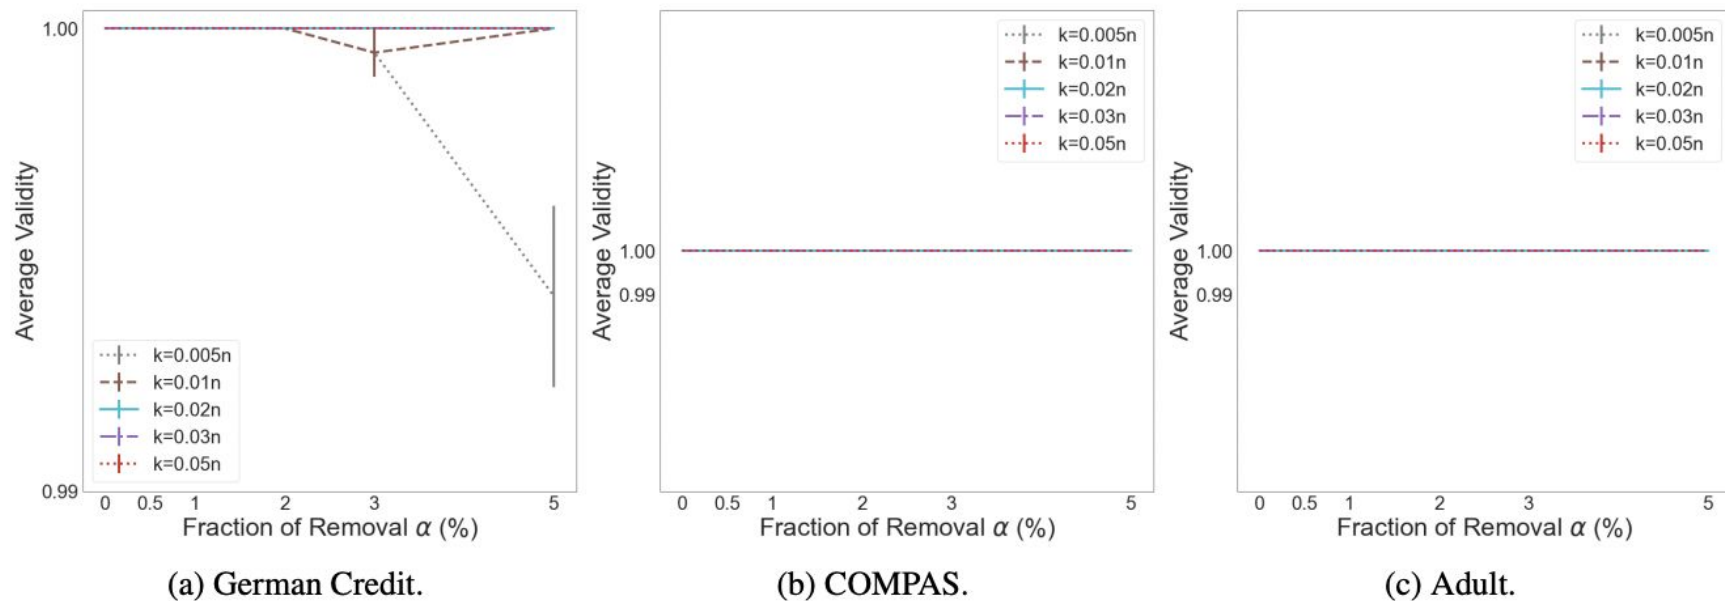 1.00
0.99
Average Validity
k=0.005n
k=0.01n
k=0.02n
k=0.03n
k=0.05n
0 0.5 1 2 3 5
Fraction of Removal α (%)
(a) German Credit.
1.00
0.99
Average Validity
k=0.005n
k=0.01n
k=0.02n
k=0.03n
k=0.05n
0 0.5 1 2 3 5
Fraction of Removal α (%)
(b) COMPAS.
1.00
0.99
Average Validity
k=0.005n
k=0.01n
k=0.02n
k=0.03n
k=0.05n
0 0.5 1 2 3 5
Fraction of Removal α (%)
(c) Adult.